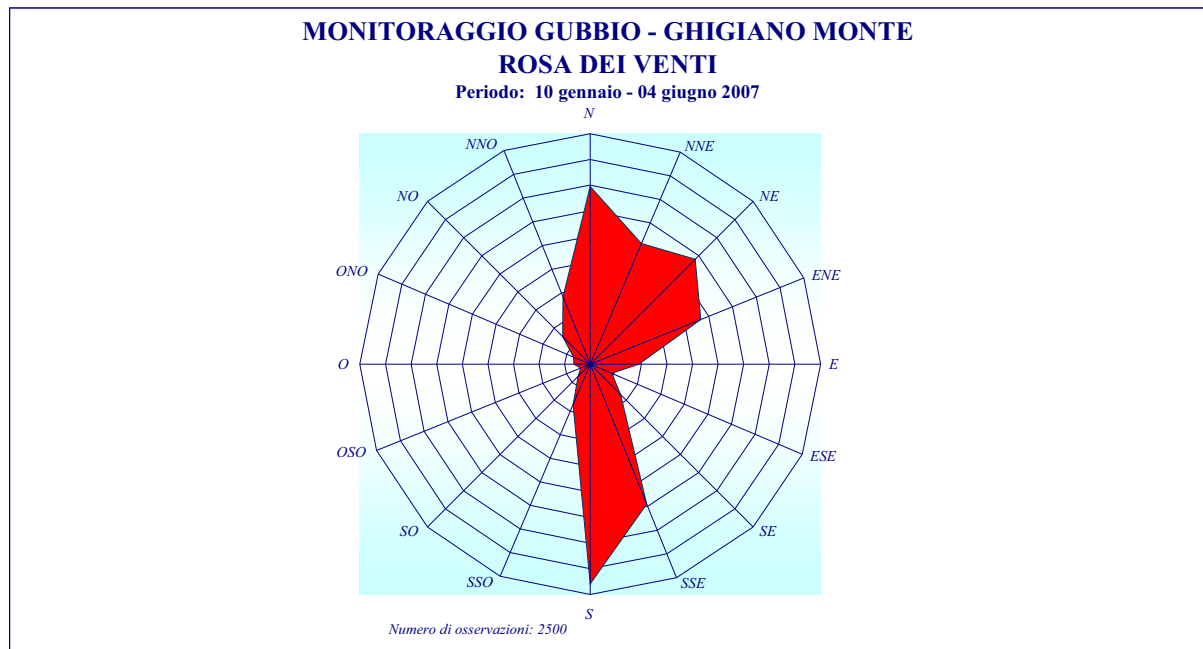 MONITORAGGIO GUBBIO - GHIGIANO MONTE
ROSA DEI VENTI
Periodo: 10 gennaio - 04 giugno 2007
N
NNO
NNE
NO
NE
ONO
ENE
O
E
OSO
ESE
SO
SE
SSO
SSE
S
Numero di osservazioni: 2500